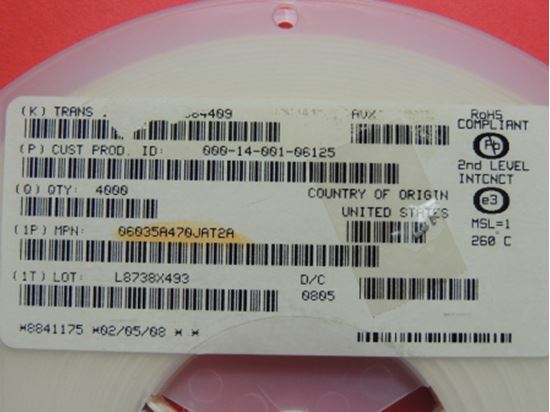 (K) TRANS
AVX
RoHS
COMPLIANT
Pb
(P) CUST PROD. ID: 000-14-001-06125
2nd LEVEL
INTCNCT
(Q) QTY: 4000
COUNTRY OF ORIGIN
UNITED STATES
e3
(1P) MPN: 06035A470JAT2A
MSL=1
260 C
(1T) LOT: L8738X493
D/C
0805
*8841175 *02/05/08 * *